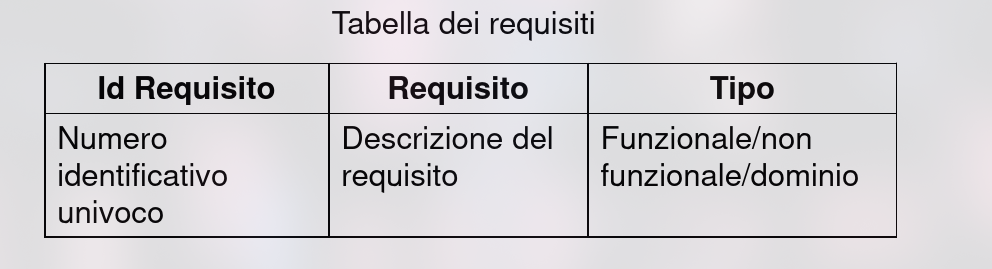 Tabella dei requisiti
Id Requisito Requisito Tipo
Numero Descrizione del Funzionale/non
identificativo requisito funzionale/dominio
univoco